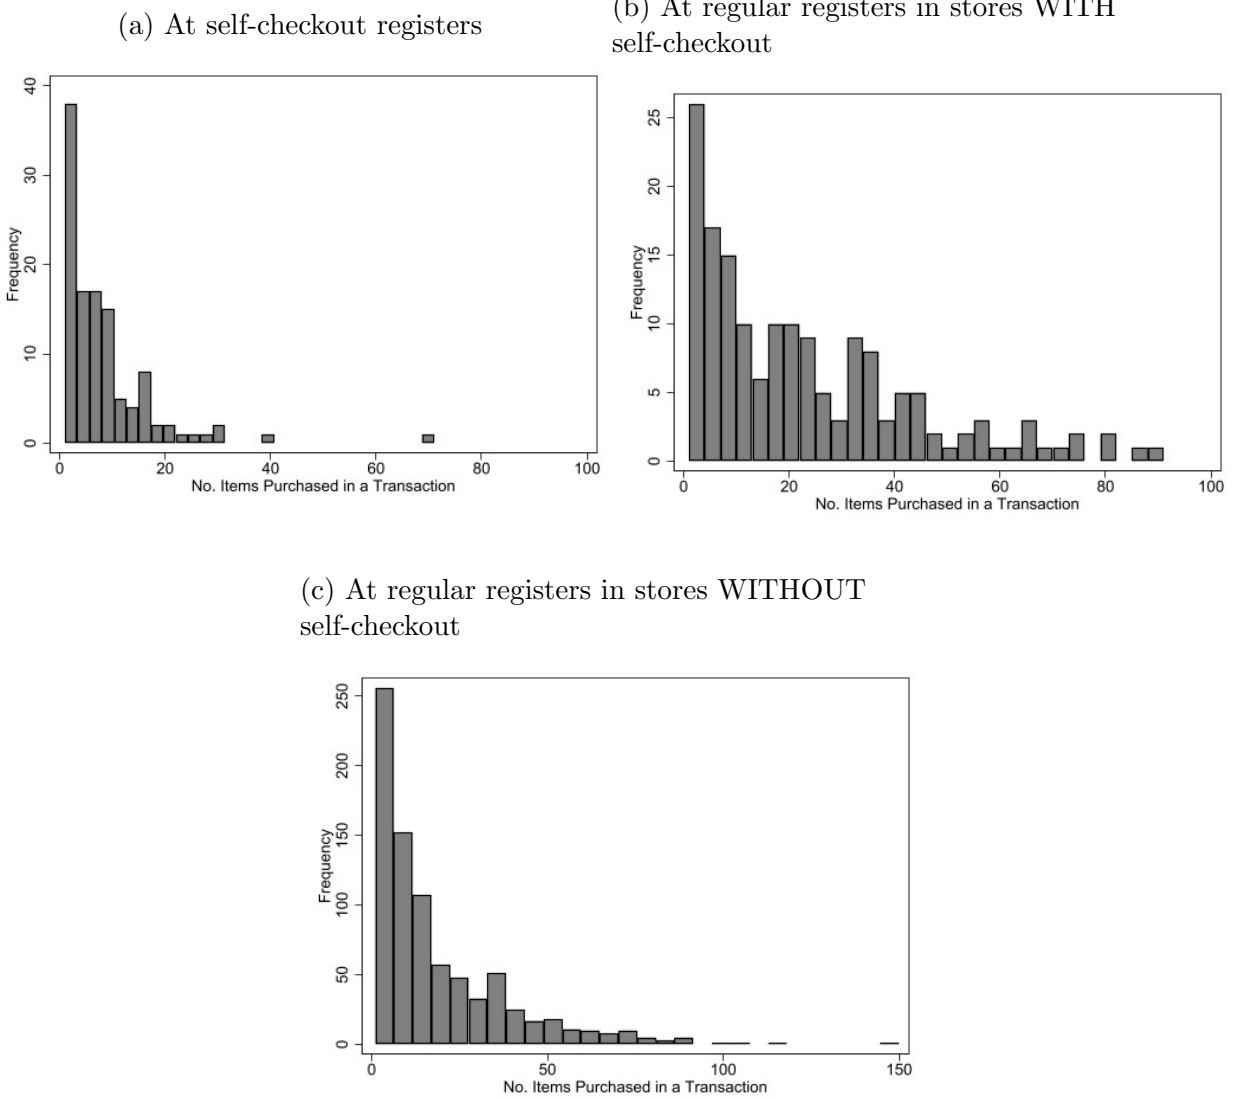 (a) At self-checkout registers
(b) At regular registers in stores WITH
self-checkout
40
30
20
10
0
Frequency
0 20 40 60 80 100
No. Items Purchased in a Transaction
25
20
15
10
5
0
Frequency
0 20 40 60 80 100
No. Items Purchased in a Transaction
(c) At regular registers in stores WITHOUT
self-checkout
250
200
150
100
50
0
Frequency
0 50 100 150
No. Items Purchased in a Transaction